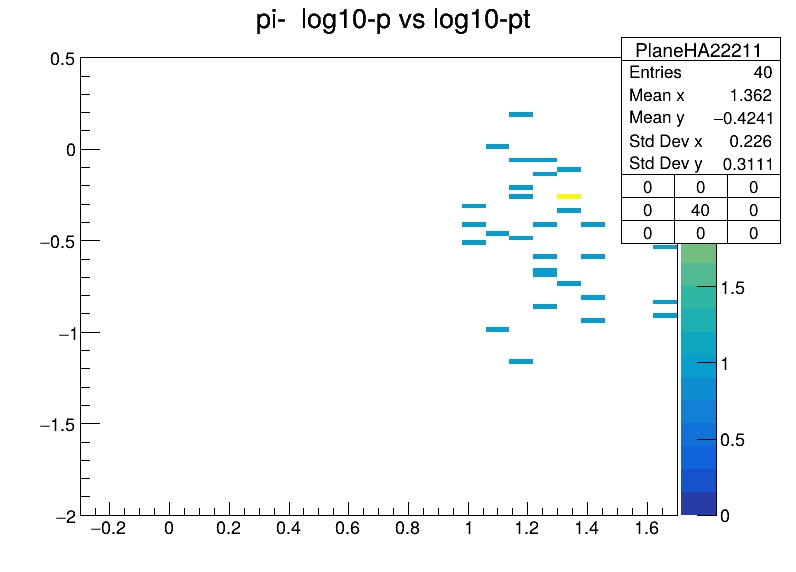 pi-  log10-p vs log10-pt
PlaneHA22211
Entries 40
Mean x 1.362
Mean y −0.4241
Std Dev x 0.226
Std Dev y 0.3111
0 0 0
0 40 0
0 0 0
0.5
0
−0.5
−1
−1.5
−2
1.5
1
0.5
0
−0.2 0 0.2 0.4 0.6 0.8 1 1.2 1.4 1.6